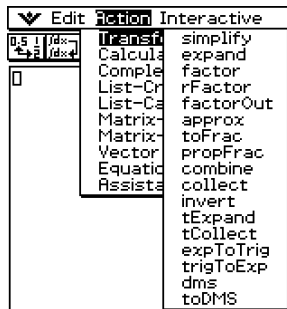 Edit Action Interactive
Transf
Calcula
Comple
List-Cr
List-Ca
Matrix-
Matrix-
Vector
Equatio
Assista
simplify
expand
factor
rFactor
factorOut
approx
toFrac
propFrac
combine
collect
invert
tExpand
tCollect
expToTrig
trigToExp
dms
toDMS